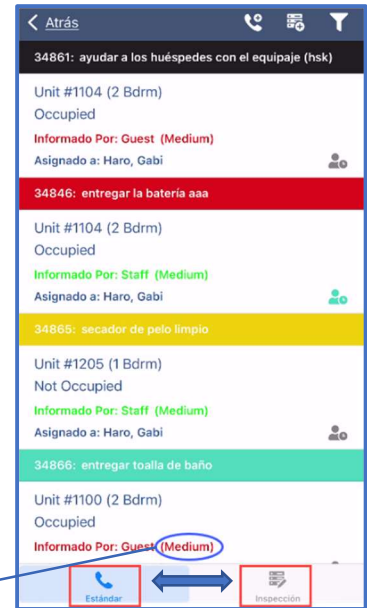 Atrás
34861: ayudar a los huéspedes con el equipaje (hsk)
Unit #1104 (2 Bdrm)
Occupied
Informado Por: Guest (Medium)
Asignado a: Haro, Gabi
34846: entregar la batería aaa
Unit #1104 (2 Bdrm)
Occupied
Informado Por: Staff (Medium)
Asignado a: Haro, Gabi
34865: secador de pelo limpio
Unit #1205 (1 Bdrm)
Not Occupied
Informado Por: Staff (Medium)
Asignado a: Haro, Gabi
34866: entregar toalla de baño
Unit #1100 (2 Bdrm)
Occupied
Informado Por: Guest (Medium)
Estándar Inspección